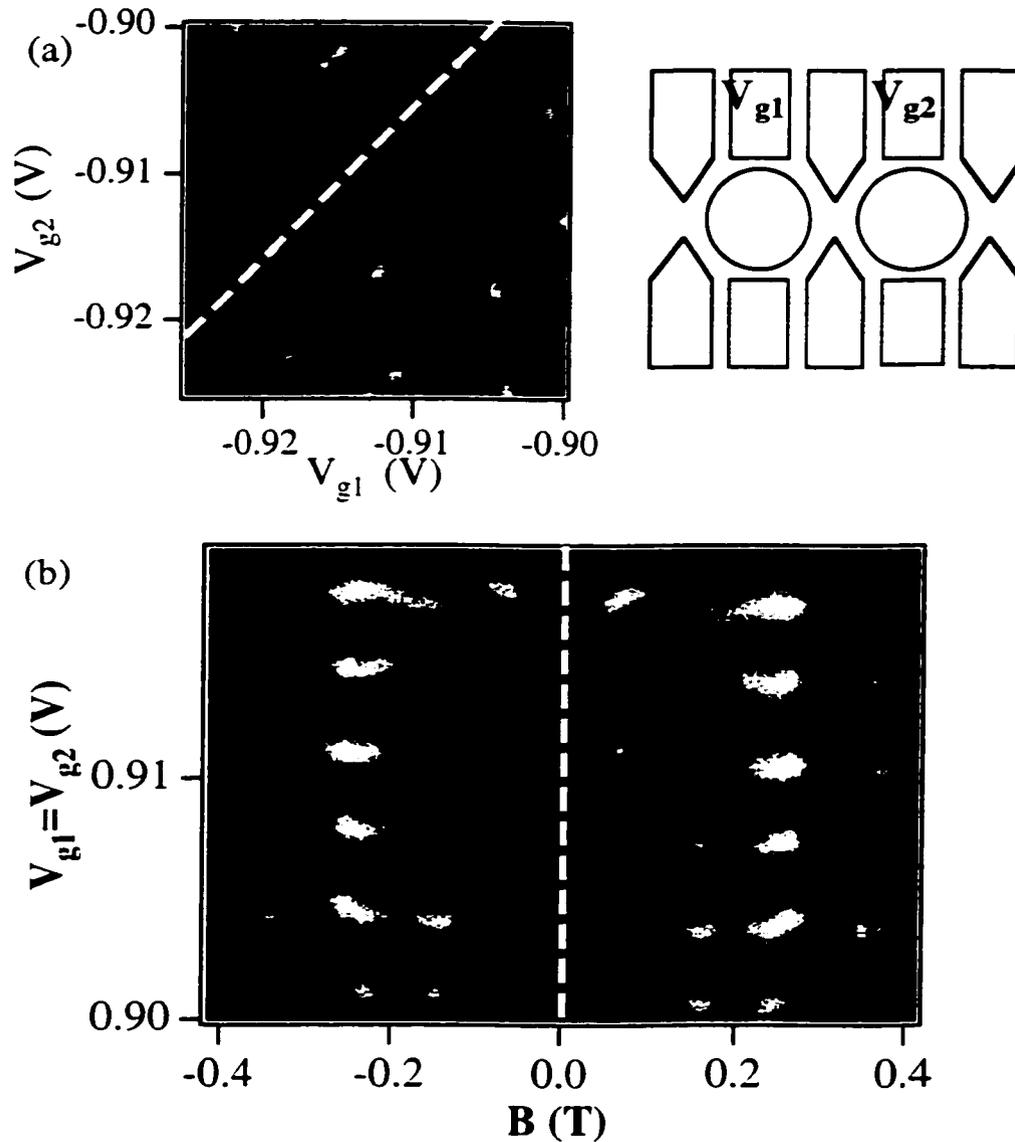 (a)
-0.90
-0.91
-0.92
V_g2 (V)
-0.92 -0.91 -0.90
V_g1 (V)
V_g1 V_g2
(b)
V_g1=V_g2 (V)
0.91
0.90
-0.4 -0.2 0.0 0.2 0.4
B (T)